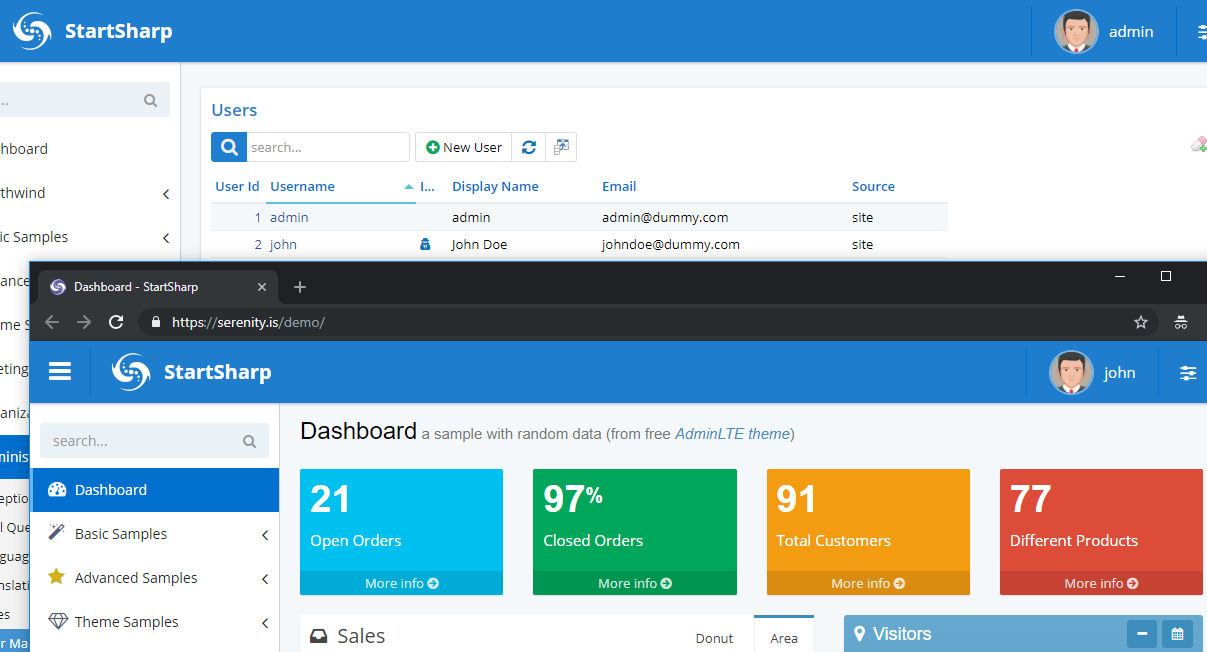 StartSharp
admin
...
hboard
thwind
ic Samples
Users
search...
New User
User Id Username I... Display Name Email Source
1 admin admin admin@dummy.com site
2 john John Doe johndoe@dummy.com site
Dashboard - StartSharp
https://serenity.is/demo/
StartSharp
john
search...
Dashboard
Basic Samples
Advanced Samples
Theme Samples
Dashboard a sample with random data (from free AdminLTE theme)
21
Open Orders
More info
97%
Closed Orders
More info
91
Total Customers
More info
77
Different Products
More info
Sales
Donut
Area
Visitors
ance
me S
eting
aniza
minis
eptio
l Que
guag
nslati
es
r Ma